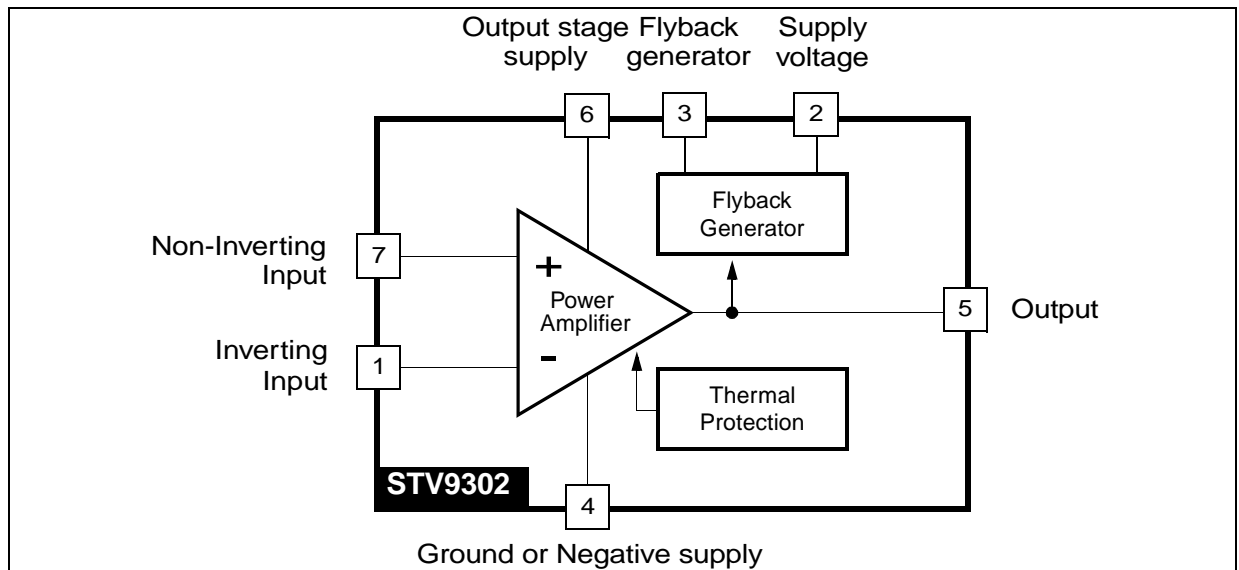 Output stage
supply
Flyback
generator
Supply
voltage
6
3
2
Flyback
Generator
Non-Inverting
Input
7
+
Power
Amplifier
-
5
Output
Inverting
Input
1
Thermal
Protection
STV9302
4
Ground or Negative supply